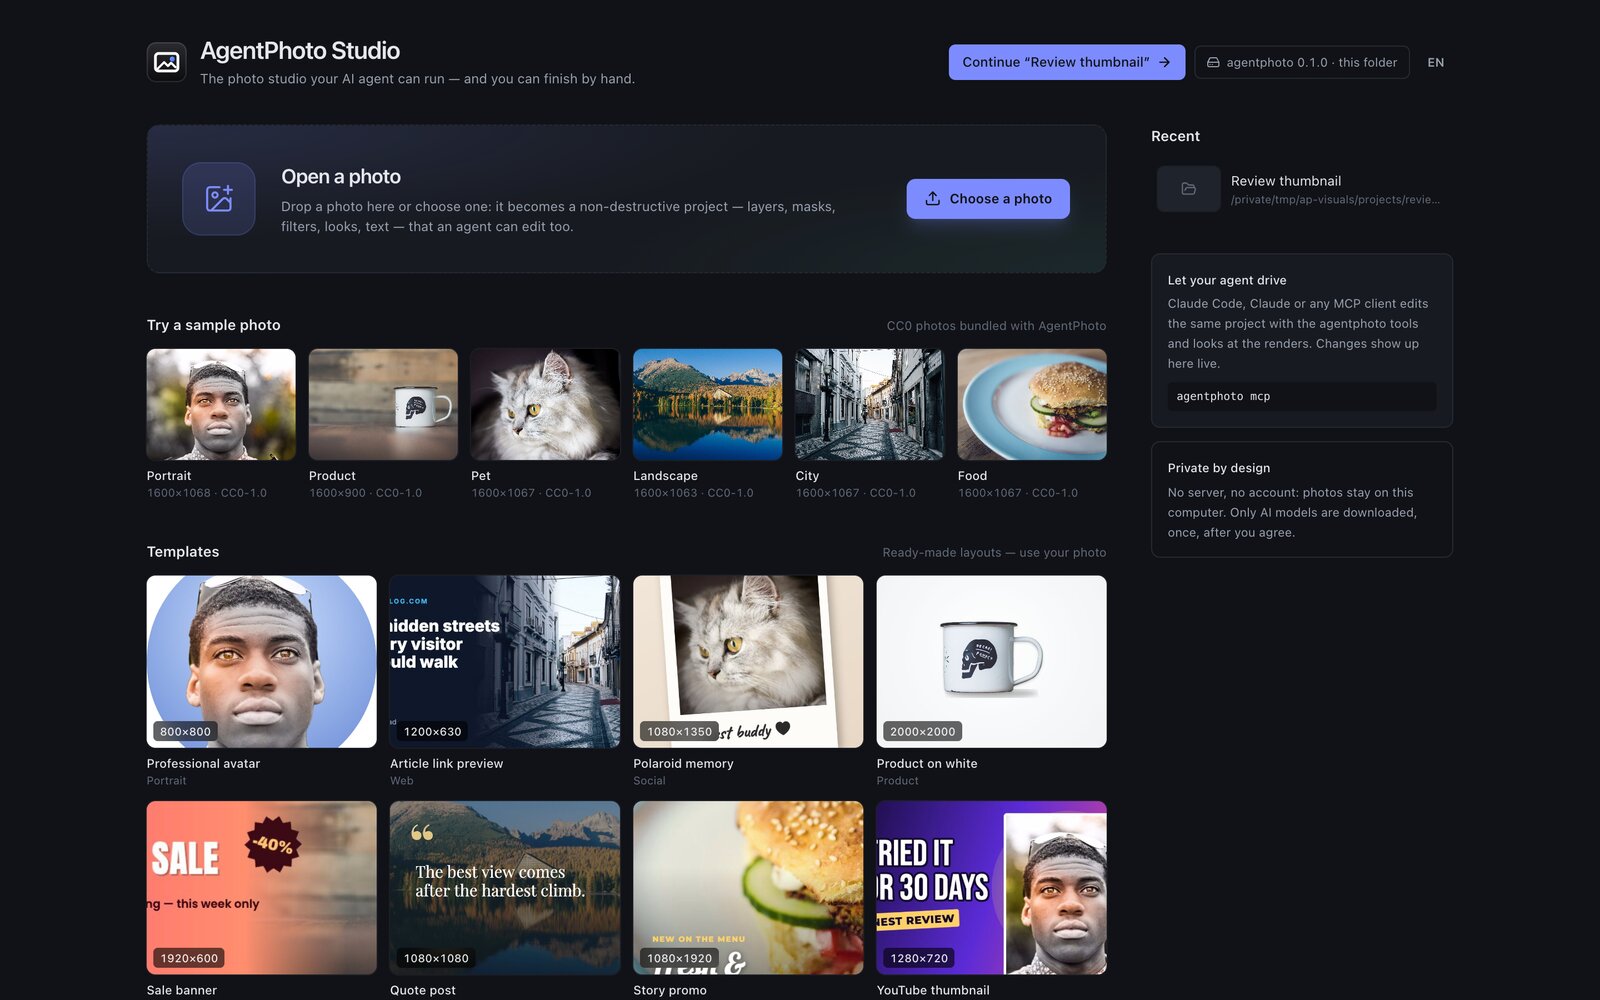 AgentPhoto Studio
The photo studio your AI agent can run — and you can finish by hand.
Continue “Review thumbnail” →
agentphoto 0.1.0 · this folder
EN
Open a photo
Drop a photo here or choose one: it becomes a non-destructive project — layers, masks,
filters, looks, text — that an agent can edit too.
Choose a photo
Recent
Review thumbnail
/private/tmp/ap-visuals/projects/revie...
Let your agent drive
Claude Code, Claude or any MCP client edits
the same project with the agentphoto tools
and looks at the renders. Changes show up
here live.
agentphoto mcp
Private by design
No server, no account: photos stay on this
computer. Only AI models are downloaded,
once, after you agree.
Try a sample photo
CC0 photos bundled with AgentPhoto
Portrait
1600×1068 · CC0-1.0
Product
1600×900 · CC0-1.0
Pet
1600×1067 · CC0-1.0
Landscape
1600×1063 · CC0-1.0
City
1600×1067 · CC0-1.0
Food
1600×1067 · CC0-1.0
Templates
Ready-made layouts — use your photo
800×800
Professional avatar
Portrait
LOG.COM
hidden streets
ry visitor
uld walk
1200×630
Article link preview
Web
est buddy
1080×1350
Polaroid memory
Social
2000×2000
Product on white
Product
SALE
-40%
ng — this week only
1920×600
Sale banner
“
The best view comes
after the hardest climb.
1080×1080
Quote post
NEW ON THE MENU
fresh &
1080×1920
Story promo
TRIED IT
OR 30 DAYS
NEST REVIEW
1280×720
YouTube thumbnail